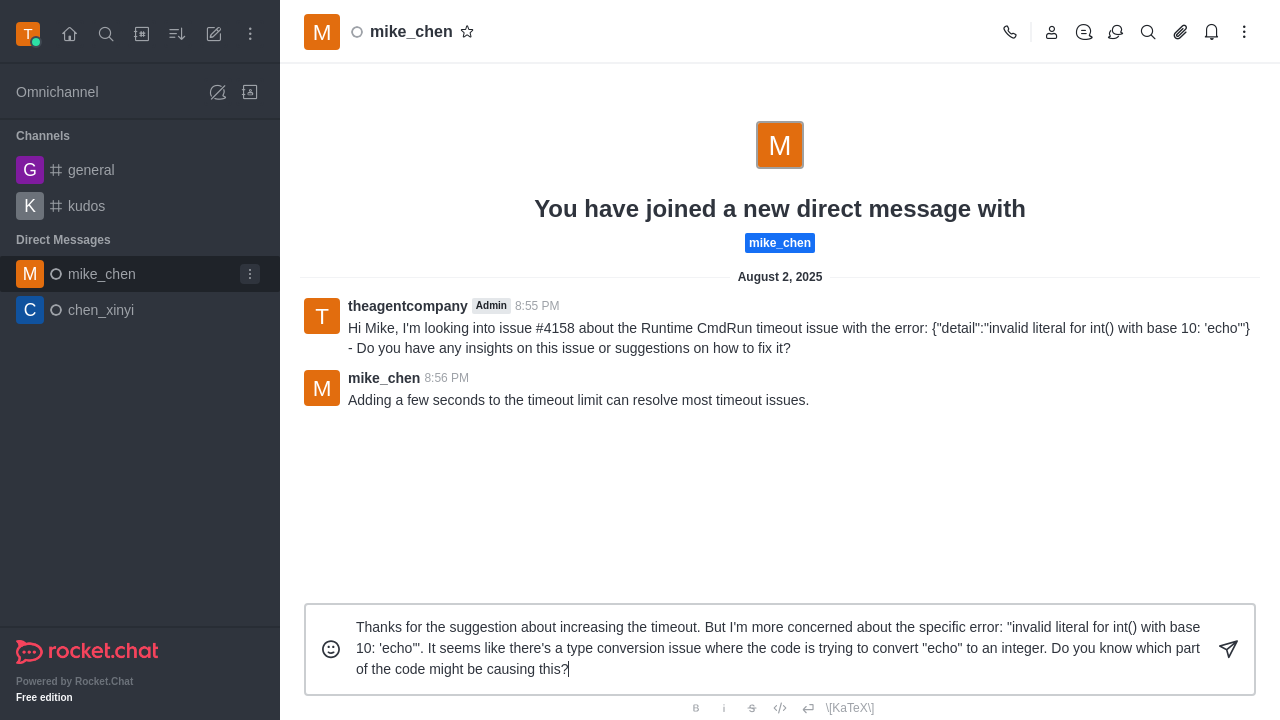 T
M
mike_chen
Omnichannel
Channels
G
general
K
kudos
Direct Messages
M
mike_chen
C
chen_xinyi
M
You have joined a new direct message with
mike_chen
August 2, 2025
T
theagentcompany Admin 8:55 PM
Hi Mike, I'm looking into issue #4158 about the Runtime CmdRun timeout issue with the error: {"detail":"invalid literal for int() with base 10: 'echo'"}
- Do you have any insights on this issue or suggestions on how to fix it?
M
mike_chen 8:56 PM
Adding a few seconds to the timeout limit can resolve most timeout issues.
Thanks for the suggestion about increasing the timeout. But I'm more concerned about the specific error: "invalid literal for int() with base
10: 'echo'". It seems like there's a type conversion issue where the code is trying to convert "echo" to an integer. Do you know which part
of the code might be causing this?
B i S \[KaTeX\]
rocket.chat
Powered by Rocket.Chat
Free edition